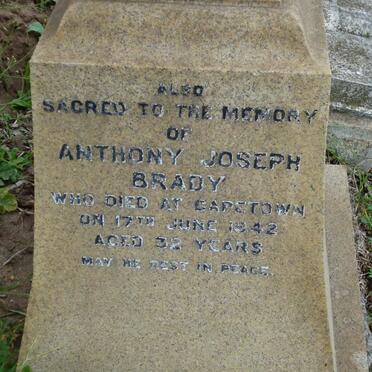 ALSO
SACRED TO THE MEMORY
OF
ANTHONY JOSEPH
BRADY
WHO DIED AT CAPETOWN
ON 17TH JUNE 1942
AGED 32 YEARS
MAY HE REST IN PEACE.